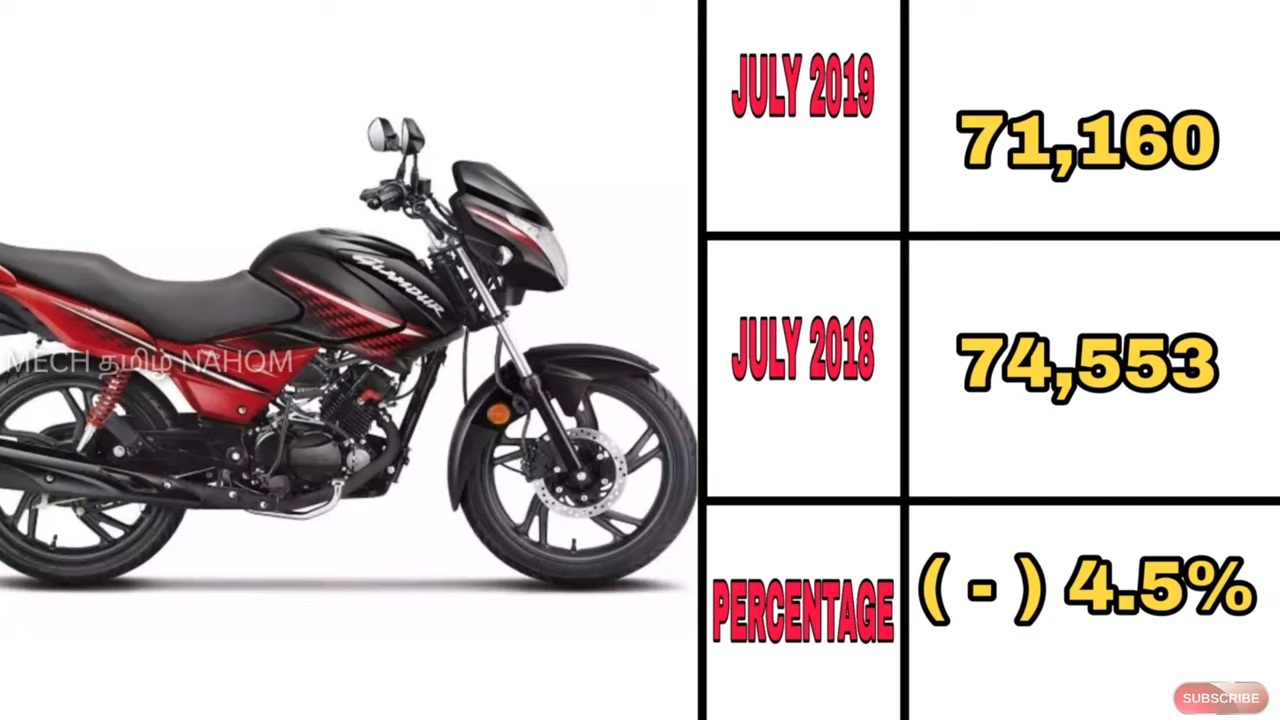 JULY 2019
71,160
GLAMOUR
MECH தமிழ் NAHOM
JULY 2018
74,553
PERCENTAGE
( - ) 4.5%
SUBSCRIBE